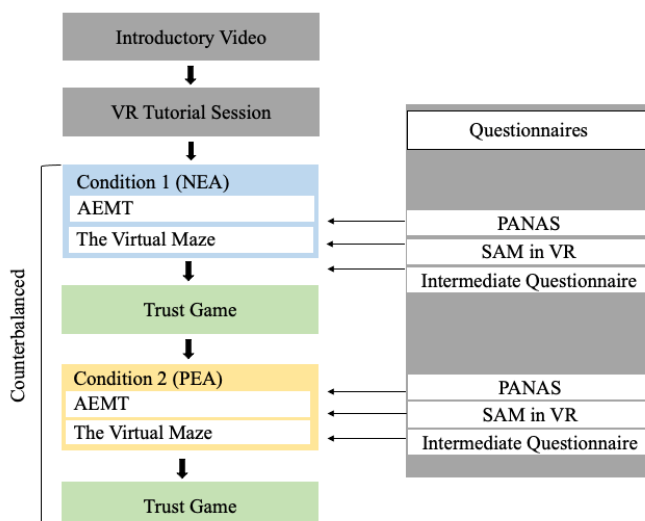 Introductory Video
VR Tutorial Session
Questionnaires
Counterbalanced
Condition 1 (NEA)
AEMT
The Virtual Maze
PANAS
SAM in VR
Intermediate Questionnaire
Trust Game
Condition 2 (PEA)
AEMT
The Virtual Maze
PANAS
SAM in VR
Intermediate Questionnaire
Trust Game